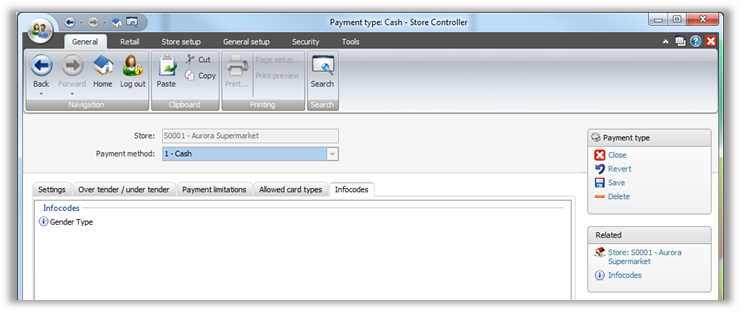 Payment type: Cash - Store Controller
General Retail Store setup General setup Security Tools
Back Forward Home Log out Paste Cut Copy Print... Page setup... Print preview Search
Navigation Clipboard Printing Search
Store: S0001 - Aurora Supermarket
Payment method: 1 - Cash
Settings Over tender / under tender Payment limitations Allowed card types Infocodes
Infocodes
Gender Type
Payment type
Close
Revert
Save
Delete
Related
Store: S0001 - Aurora
Supermarket
Infocodes